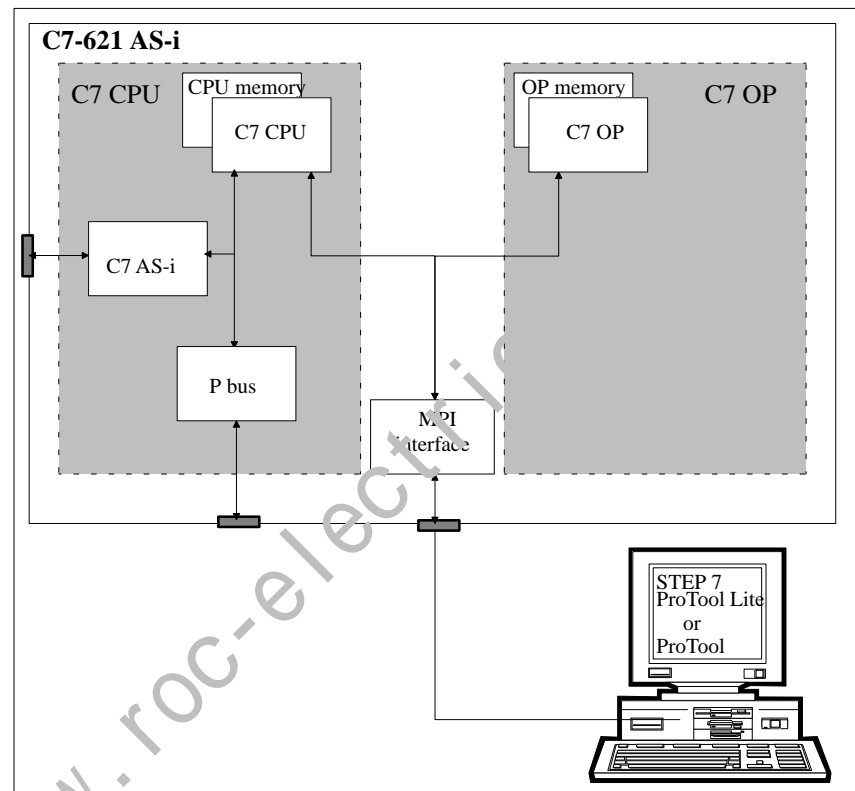 C7-621 AS-i
C7 CPU
CPU memory
C7 CPU
OP memory
C7 OP
C7 OP
C7 AS-i
P bus
MPI
interface
STEP 7
ProTool Lite
or
ProTool
w.roc-electric